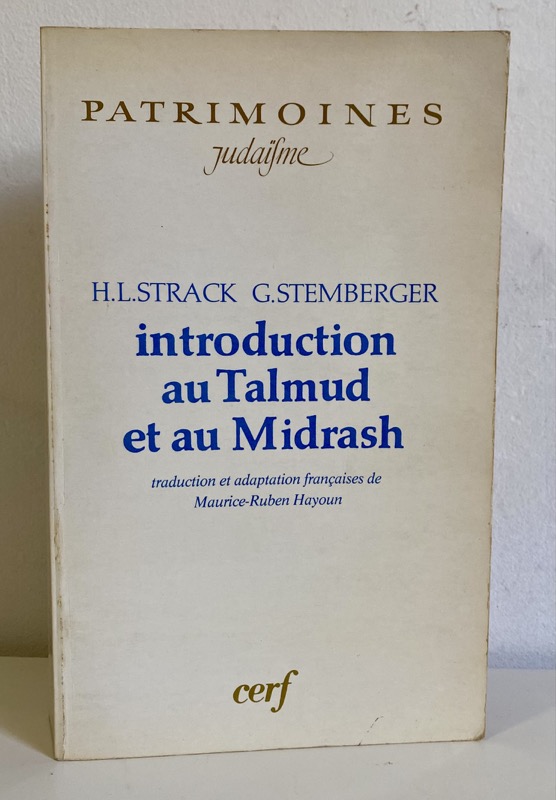 PATRIMOINES
judaïsme
H.L.STRACK G.STEMBERGER
introduction
au Talmud
et au Midrash
traduction et adaptation françaises de
Maurice-Ruben Hayoun
cerf